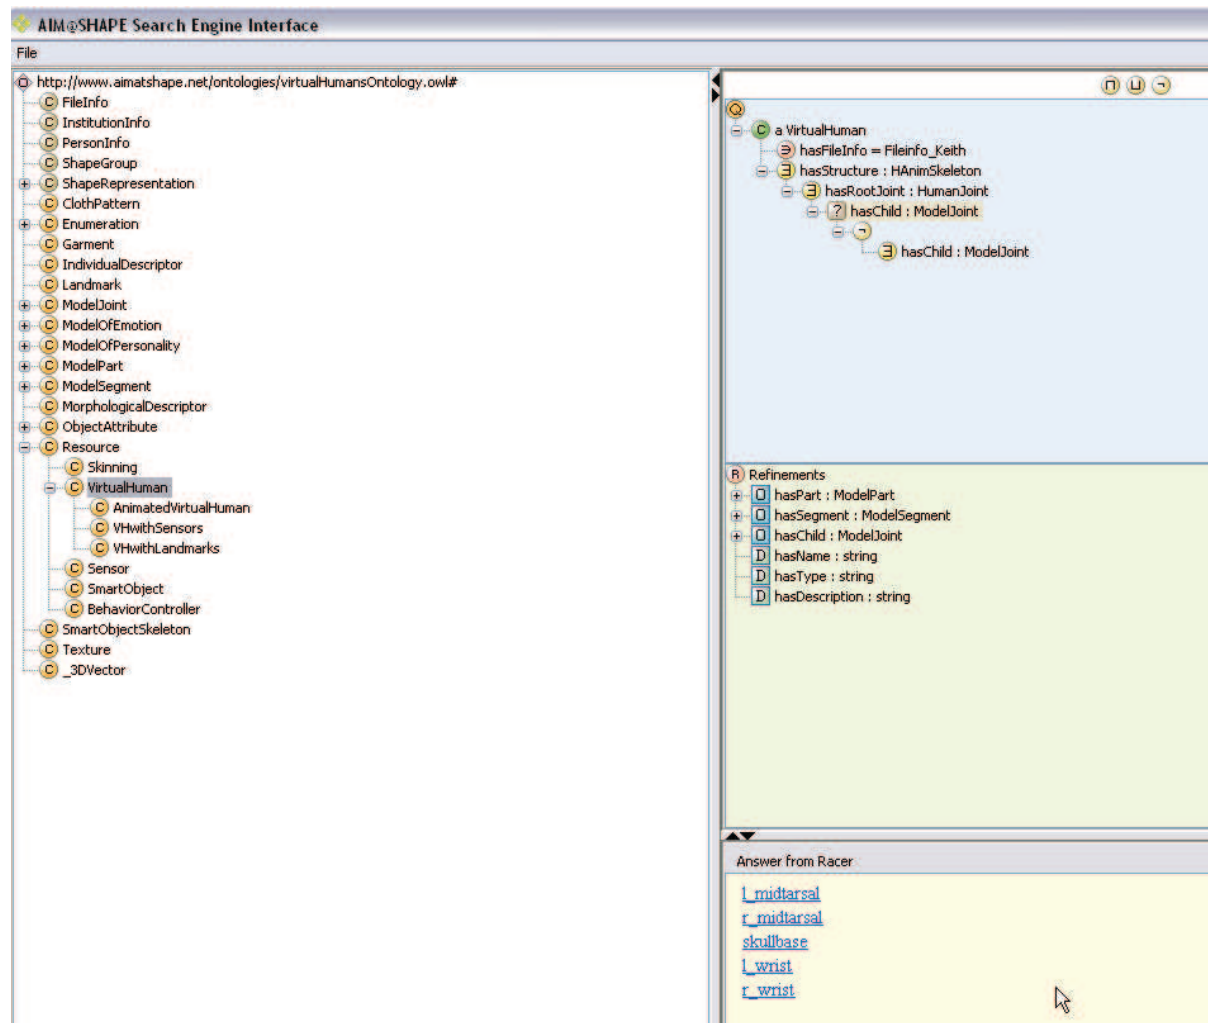 AIM@SHAPE Search Engine Interface
File
http://www.aimatshape.net/ontologies/virtualHumansOntology.owl#
C FileInfo
C InstitutionInfo
C PersonInfo
C ShapeGroup
C ShapeRepresentation
C ClothPattern
C Enumeration
C Garment
C IndividualDescriptor
C Landmark
C ModelJoint
C ModelOfEmotion
C ModelOfPersonality
C ModelPart
C ModelSegment
C MorphologicalDescriptor
C ObjectAttribute
C Resource
C Skinning
C VirtualHuman
C AnimatedVirtualHuman
C VHwithSensors
C VHwithLandmarks
C Sensor
C SmartObject
C BehaviorController
C SmartObjectSkeleton
C Texture
C _3DVector
⊓ ⊔ ¬
Q
C a VirtualHuman
∋ hasFileInfo = Fileinfo_Keith
∃ hasStructure : HAnimSkeleton
∃ hasRootJoint : HumanJoint
? hasChild : ModelJoint
¬
∃ hasChild : ModelJoint
R Refinements
O hasPart : ModelPart
O hasSegment : ModelSegment
O hasChild : ModelJoint
D hasName : string
D hasType : string
D hasDescription : string
Answer from Racer
l_midtarsal
r_midtarsal
skullbase
l_wrist
r_wrist